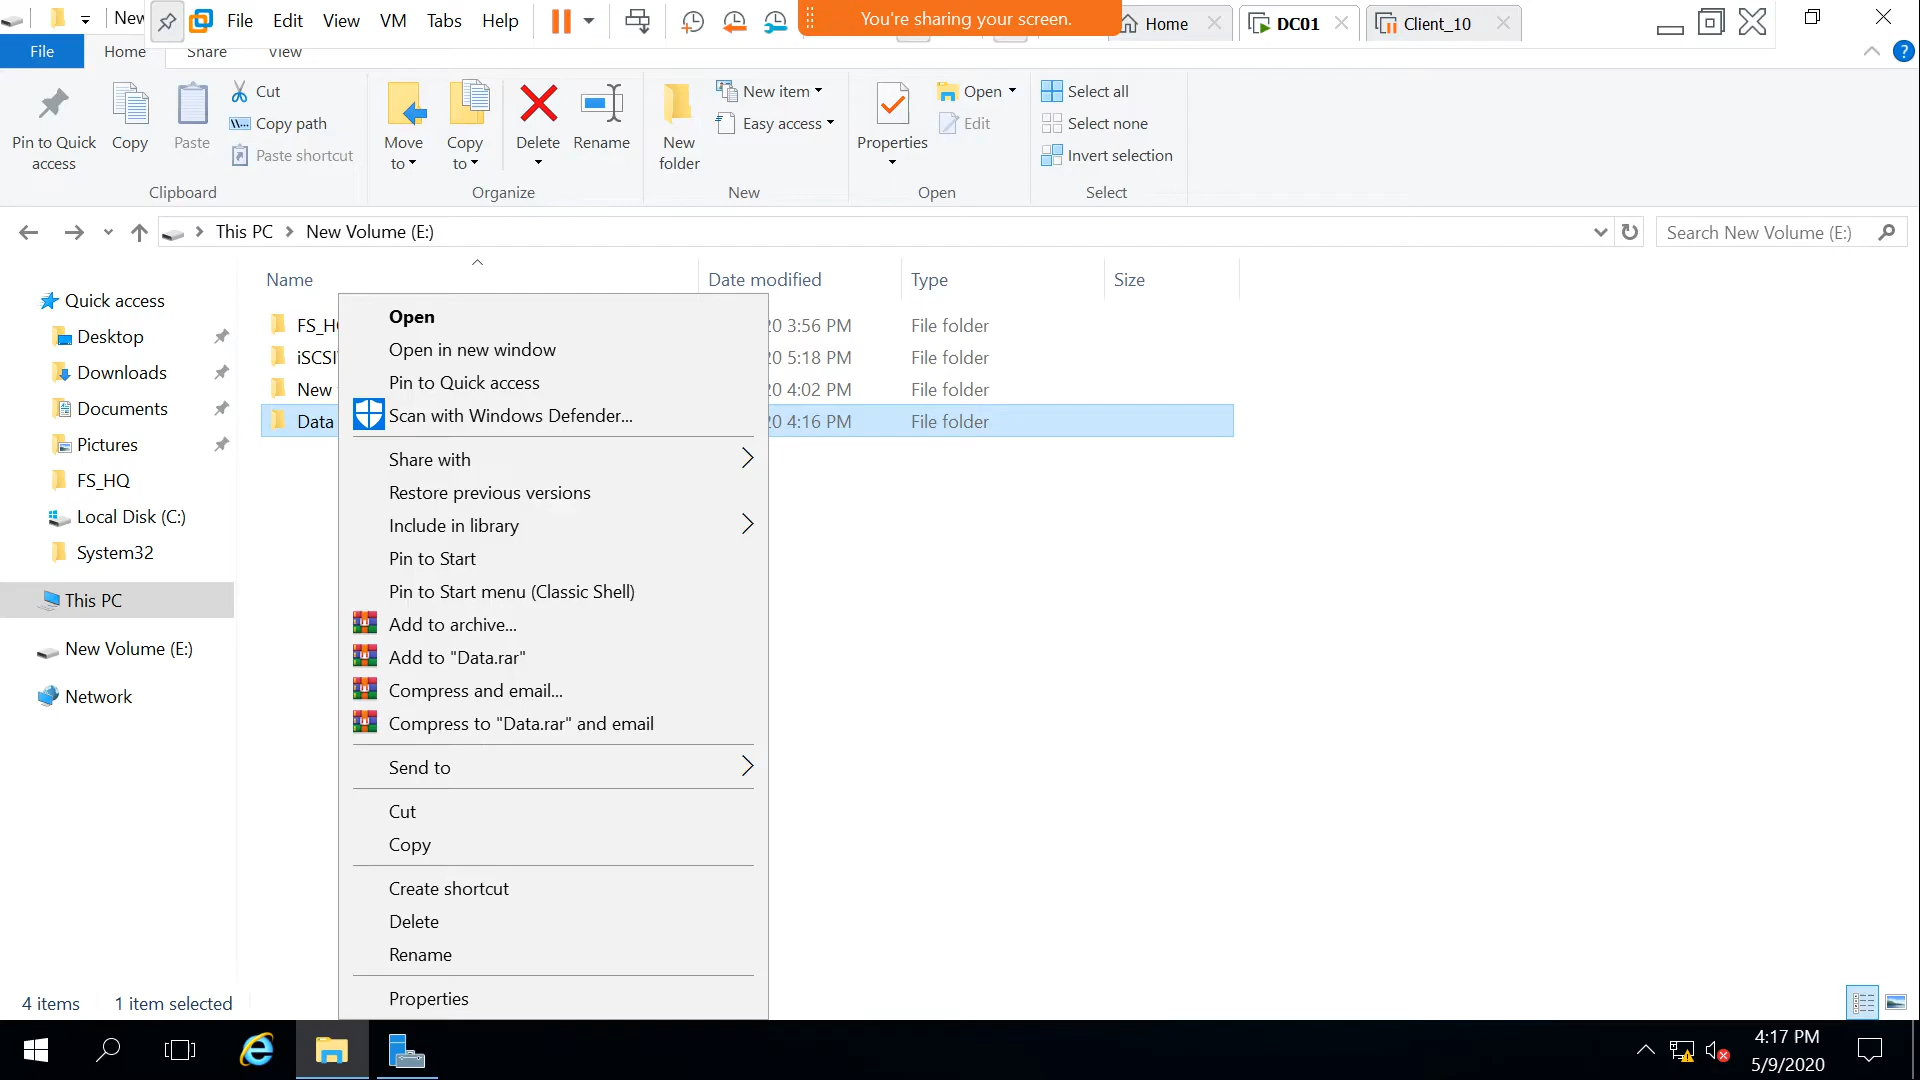 New File Edit View VM Tabs Help You're sharing your screen. Home DC01 Client_10
File Home Share View
Pin to Quick access
Copy
Paste
Cut
Copy path
Paste shortcut
Clipboard
Move to
Copy to
Delete
Rename
Organize
New folder
New item
Easy access
New
Properties
Open
Edit
Open
Select all
Select none
Invert selection
Select
This PC New Volume (E:)
Search New Volume (E:)
Name Date modified Type Size
20 3:56 PM File folder
20 5:18 PM File folder
New 20 4:02 PM File folder
Data 20 4:16 PM File folder
Quick access
Desktop
Downloads
Documents
Pictures
FS_HQ
Local Disk (C:)
System32
This PC
New Volume (E:)
Network
Open
Open in new window
Pin to Quick access
Scan with Windows Defender...
Share with
Restore previous versions
Include in library
Pin to Start
Pin to Start menu (Classic Shell)
Add to archive...
Add to "Data.rar"
Compress and email...
Compress to "Data.rar" and email
Send to
Cut
Copy
Create shortcut
Delete
Rename
Properties
4 items 1 item selected
4:17 PM
5/9/2020